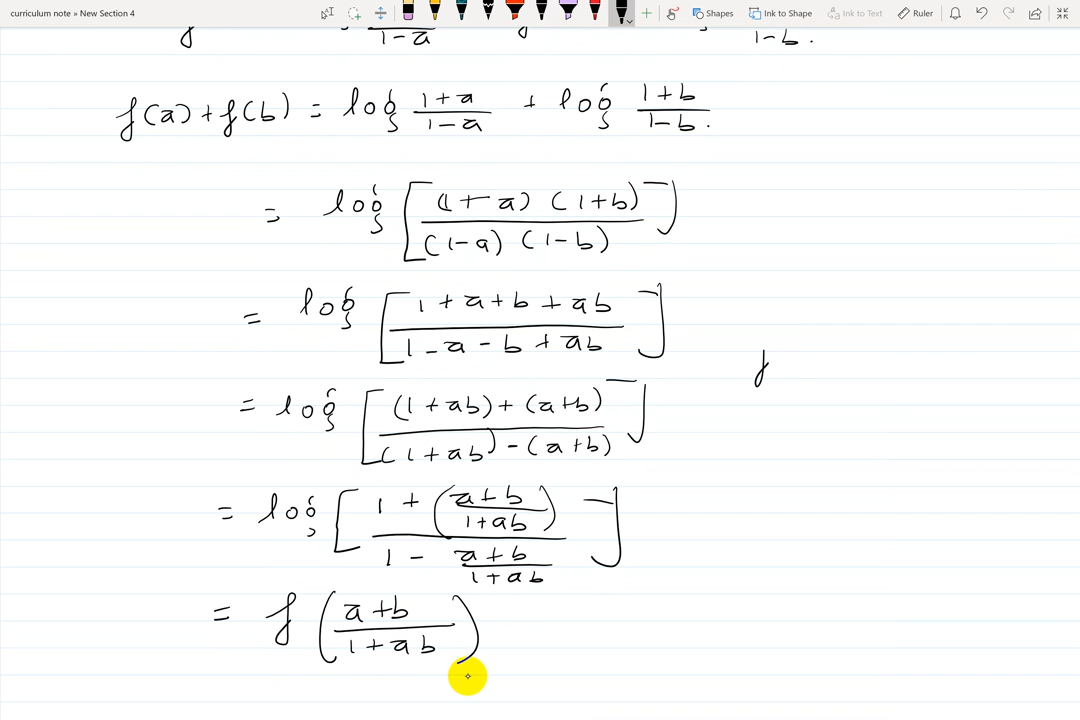 curriculum note » New Section 4
Shapes Ink to Shape Ink to Text Ruler
1-a 1-b.
f(a)+f(b) = log 1+a/1-a + log 1+b/1-b.
= log [(1+a)(1+b)/(1-a)(1-b)]
= log [1+a+b+ab/1-a-b+ab]
f
= log [(1+ab)+(a+b)/(1+ab)-(a+b)]
= log [1+(a+b/1+ab)/1-a+b/1+ab]
= f(a+b/1+ab)